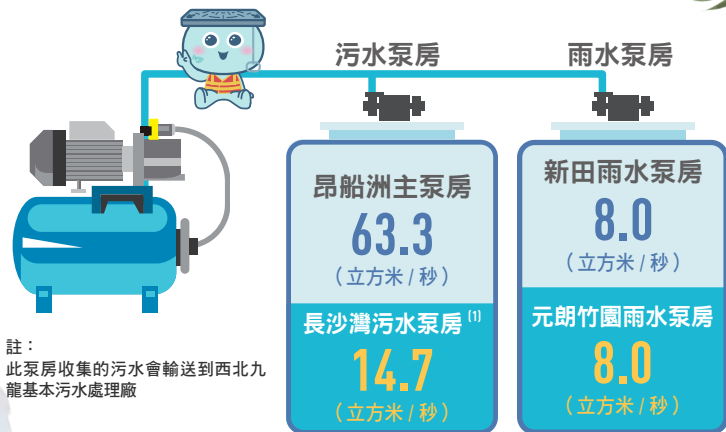 污水泵房
雨水泵房
昂船洲主泵房
63.3
（立方米 / 秒）
長沙灣污水泵房 (1)
14.7
（立方米 / 秒）
新田雨水泵房
8.0
（立方米 / 秒）
元朗竹園雨水泵房
8.0
（立方米 / 秒）
註：
此泵房收集的污水會輸送到西北九
龍基本污水處理廠